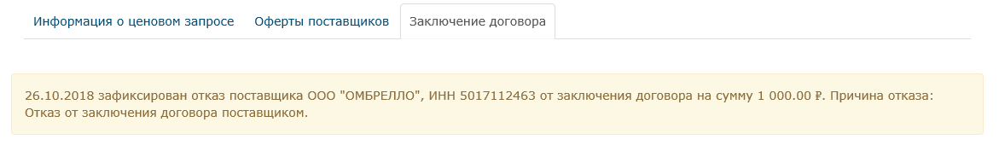 Информация о ценовом запросе Оферты поставщиков Заключение договора
26.10.2018 зафиксирован отказ поставщика ООО "ОМБРЕЛЛО", ИНН 5017112463 от заключения договора на сумму 1 000.00 ₽. Причина отказа:
Отказ от заключения договора поставщиком.